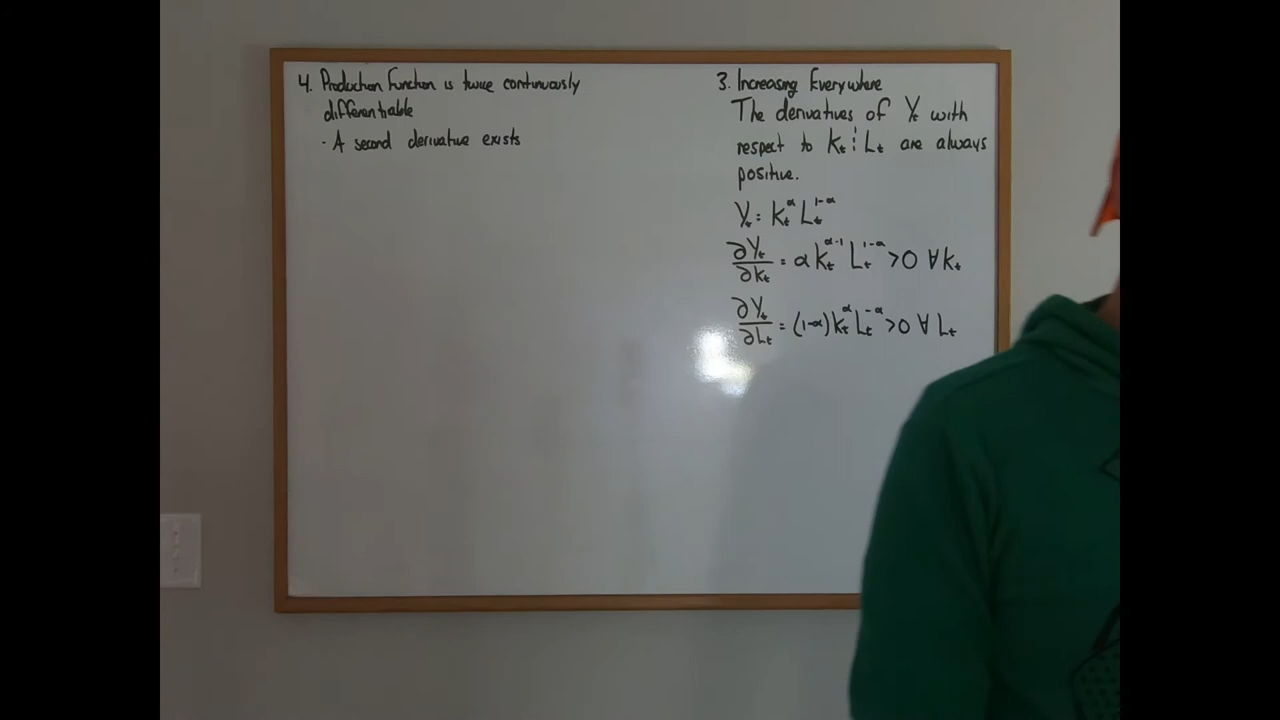 4. Production Function is twice continuously
differentiable
· A second derivative exists
3. Increasing Everywhere
The derivatives of Yₜ with
respect to Kₜ & Lₜ are always
positive.
Yₜ = Kₜ^α Lₜ^(1-α)
∂Yₜ/∂Kₜ = αKₜ^(α-1) Lₜ^(1-α) >0 ∀Kₜ
∂Yₜ/∂Lₜ = (1-α)Kₜ^α Lₜ^(-α) >0 ∀ Lₜ